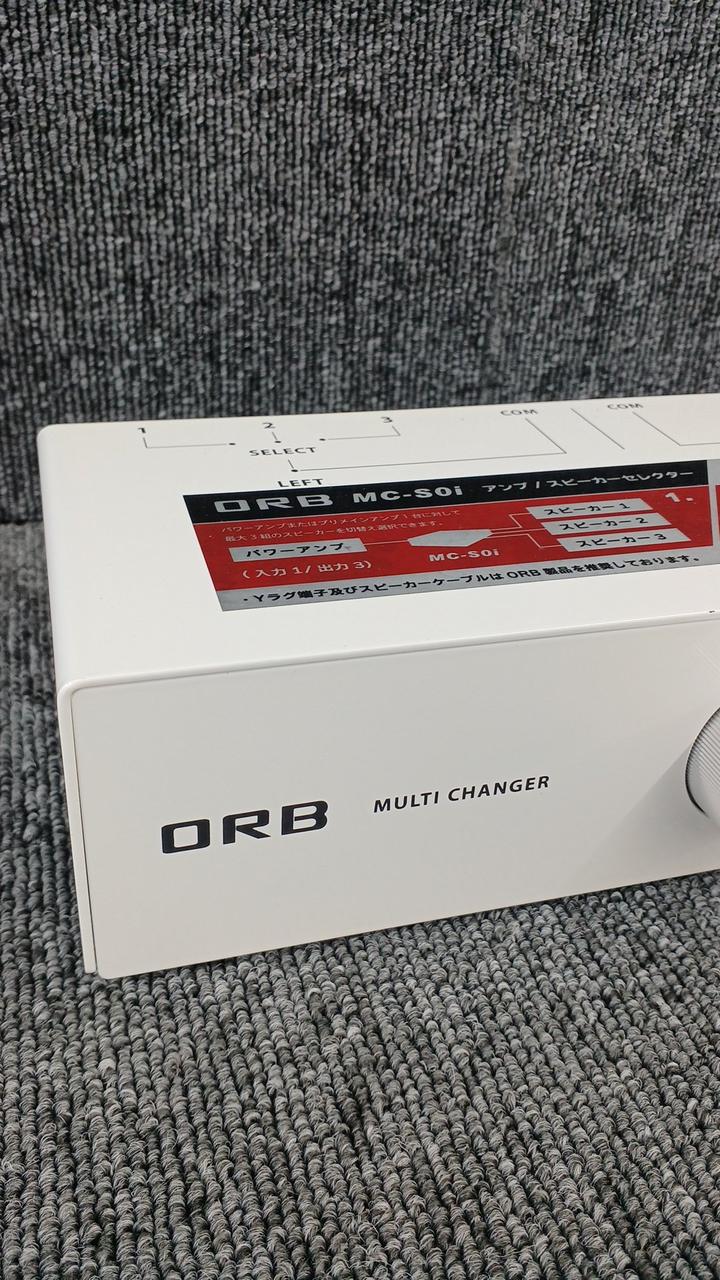 1 2 3
SELECT
LEFT
COM
COM
ORB MC-S0i アンプ / スピーカーセレクター
・パワーアンプまたはプリメインアンプ1台に対して
最大3組のスピーカーを切替え選択できます。
パワーアンプ
(入力1/出力3)
MC-S0i
スピーカー 1
スピーカー 2
スピーカー 3
1.
・Yラグ端子及びスピーカーケーブルは ORB 製品を推奨しております。
ORB MULTI CHANGER